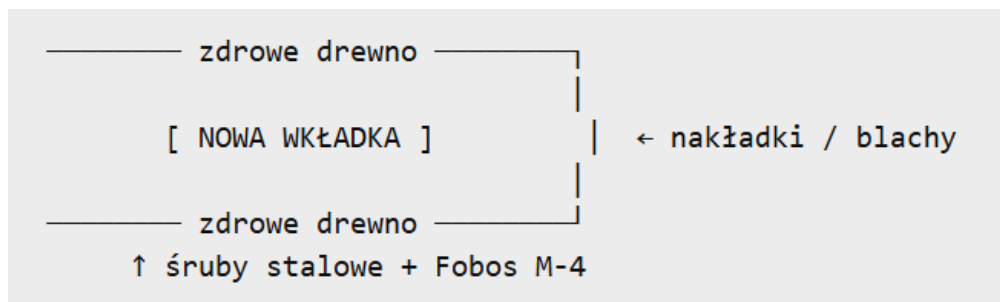 ──────── zdrowe drewno ────────┐
│
[ NOWA WKŁADKA ] │ ← nakładki / blachy
│
──────── zdrowe drewno ────────┘
↑ śruby stalowe + Fobos M-4